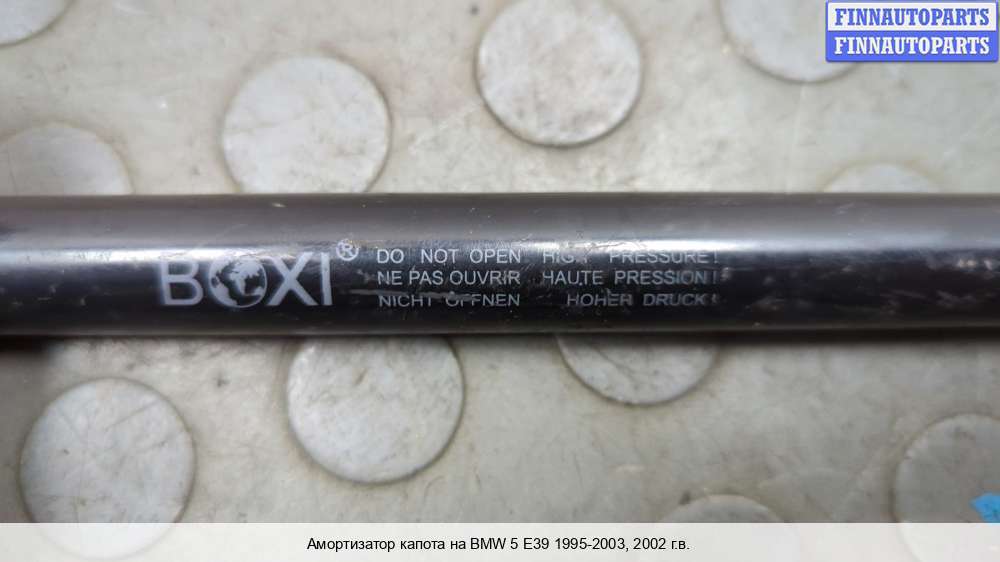 FINNAUTOPARTS
FINNAUTOPARTS
BOXI®
DO NOT OPEN HIGH PRESSURE!
NE PAS OUVRIR HAUTE PRESSION!
NICHT ÖFFNEN HOHER DRUCK!
Амортизатор капота на BMW 5 E39 1995-2003, 2002 г.в.